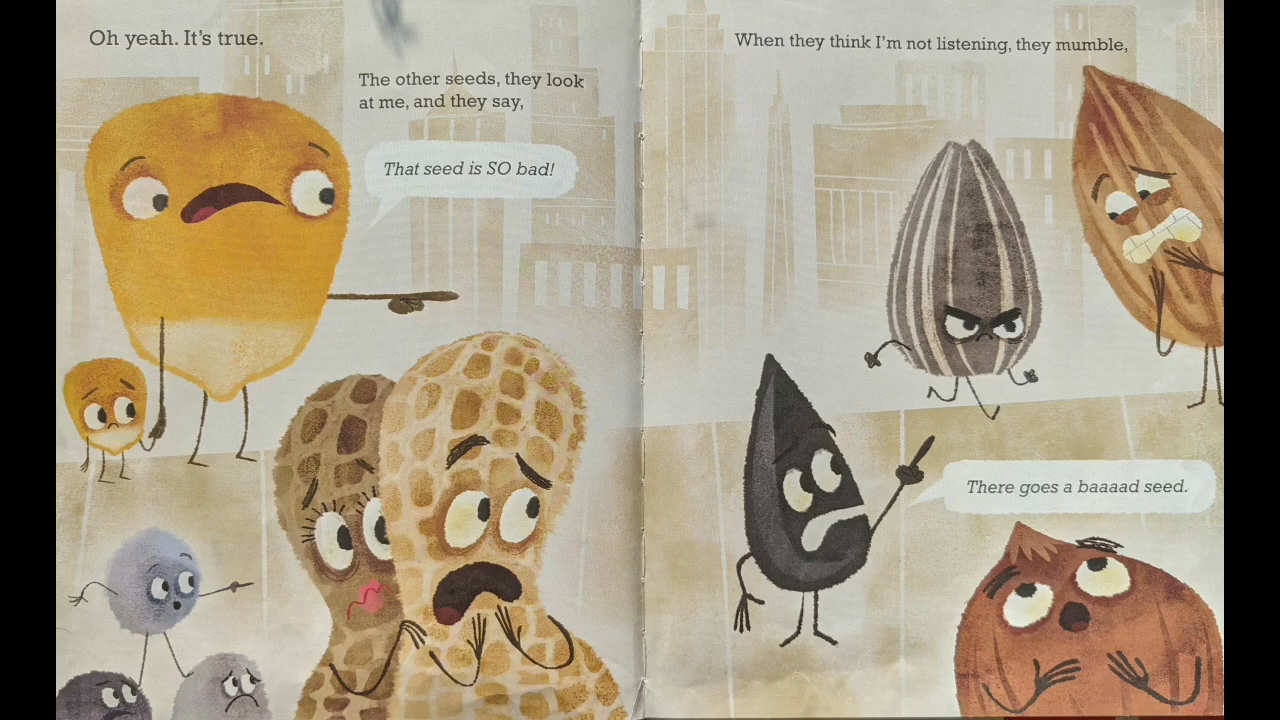 Oh yeah. It's true.
The other seeds, they look
at me, and they say,
That seed is SO bad!
When they think I'm not listening, they mumble,
There goes a baaaad seed.